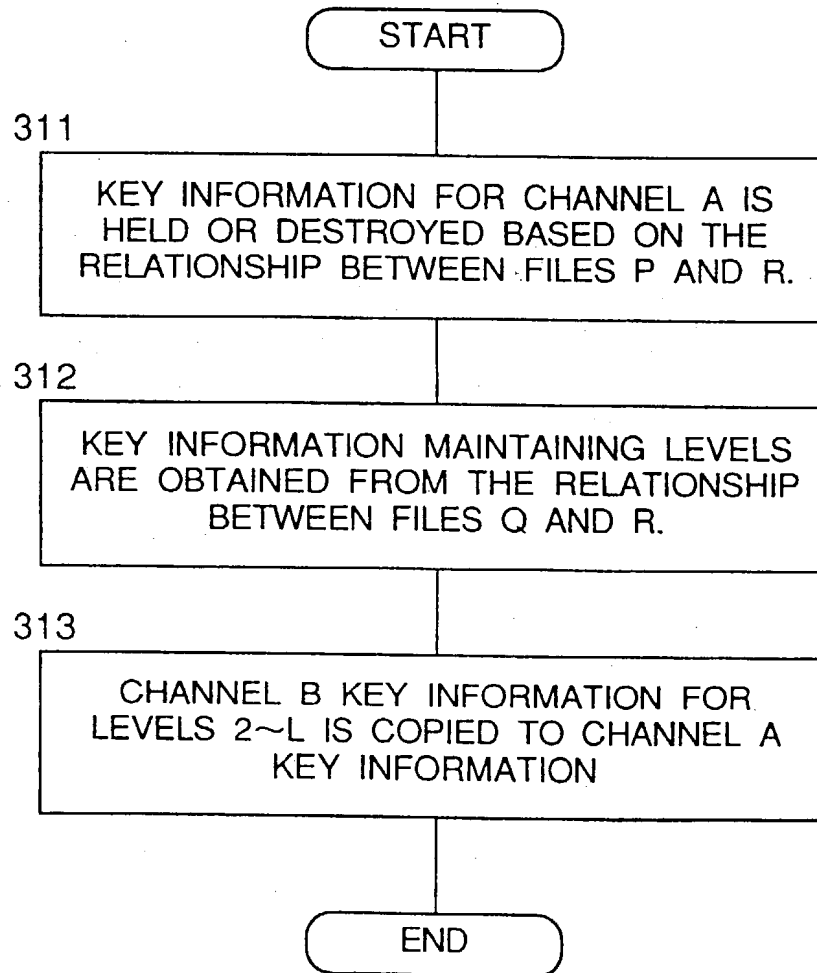 START
311
KEY INFORMATION FOR CHANNEL A IS
HELD OR DESTROYED BASED ON THE
RELATIONSHIP BETWEEN FILES P AND R.
312
KEY INFORMATION MAINTAINING LEVELS
ARE OBTAINED FROM THE RELATIONSHIP
BETWEEN FILES Q AND R.
313
CHANNEL B KEY INFORMATION FOR
LEVELS 2~L IS COPIED TO CHANNEL A
KEY INFORMATION
END